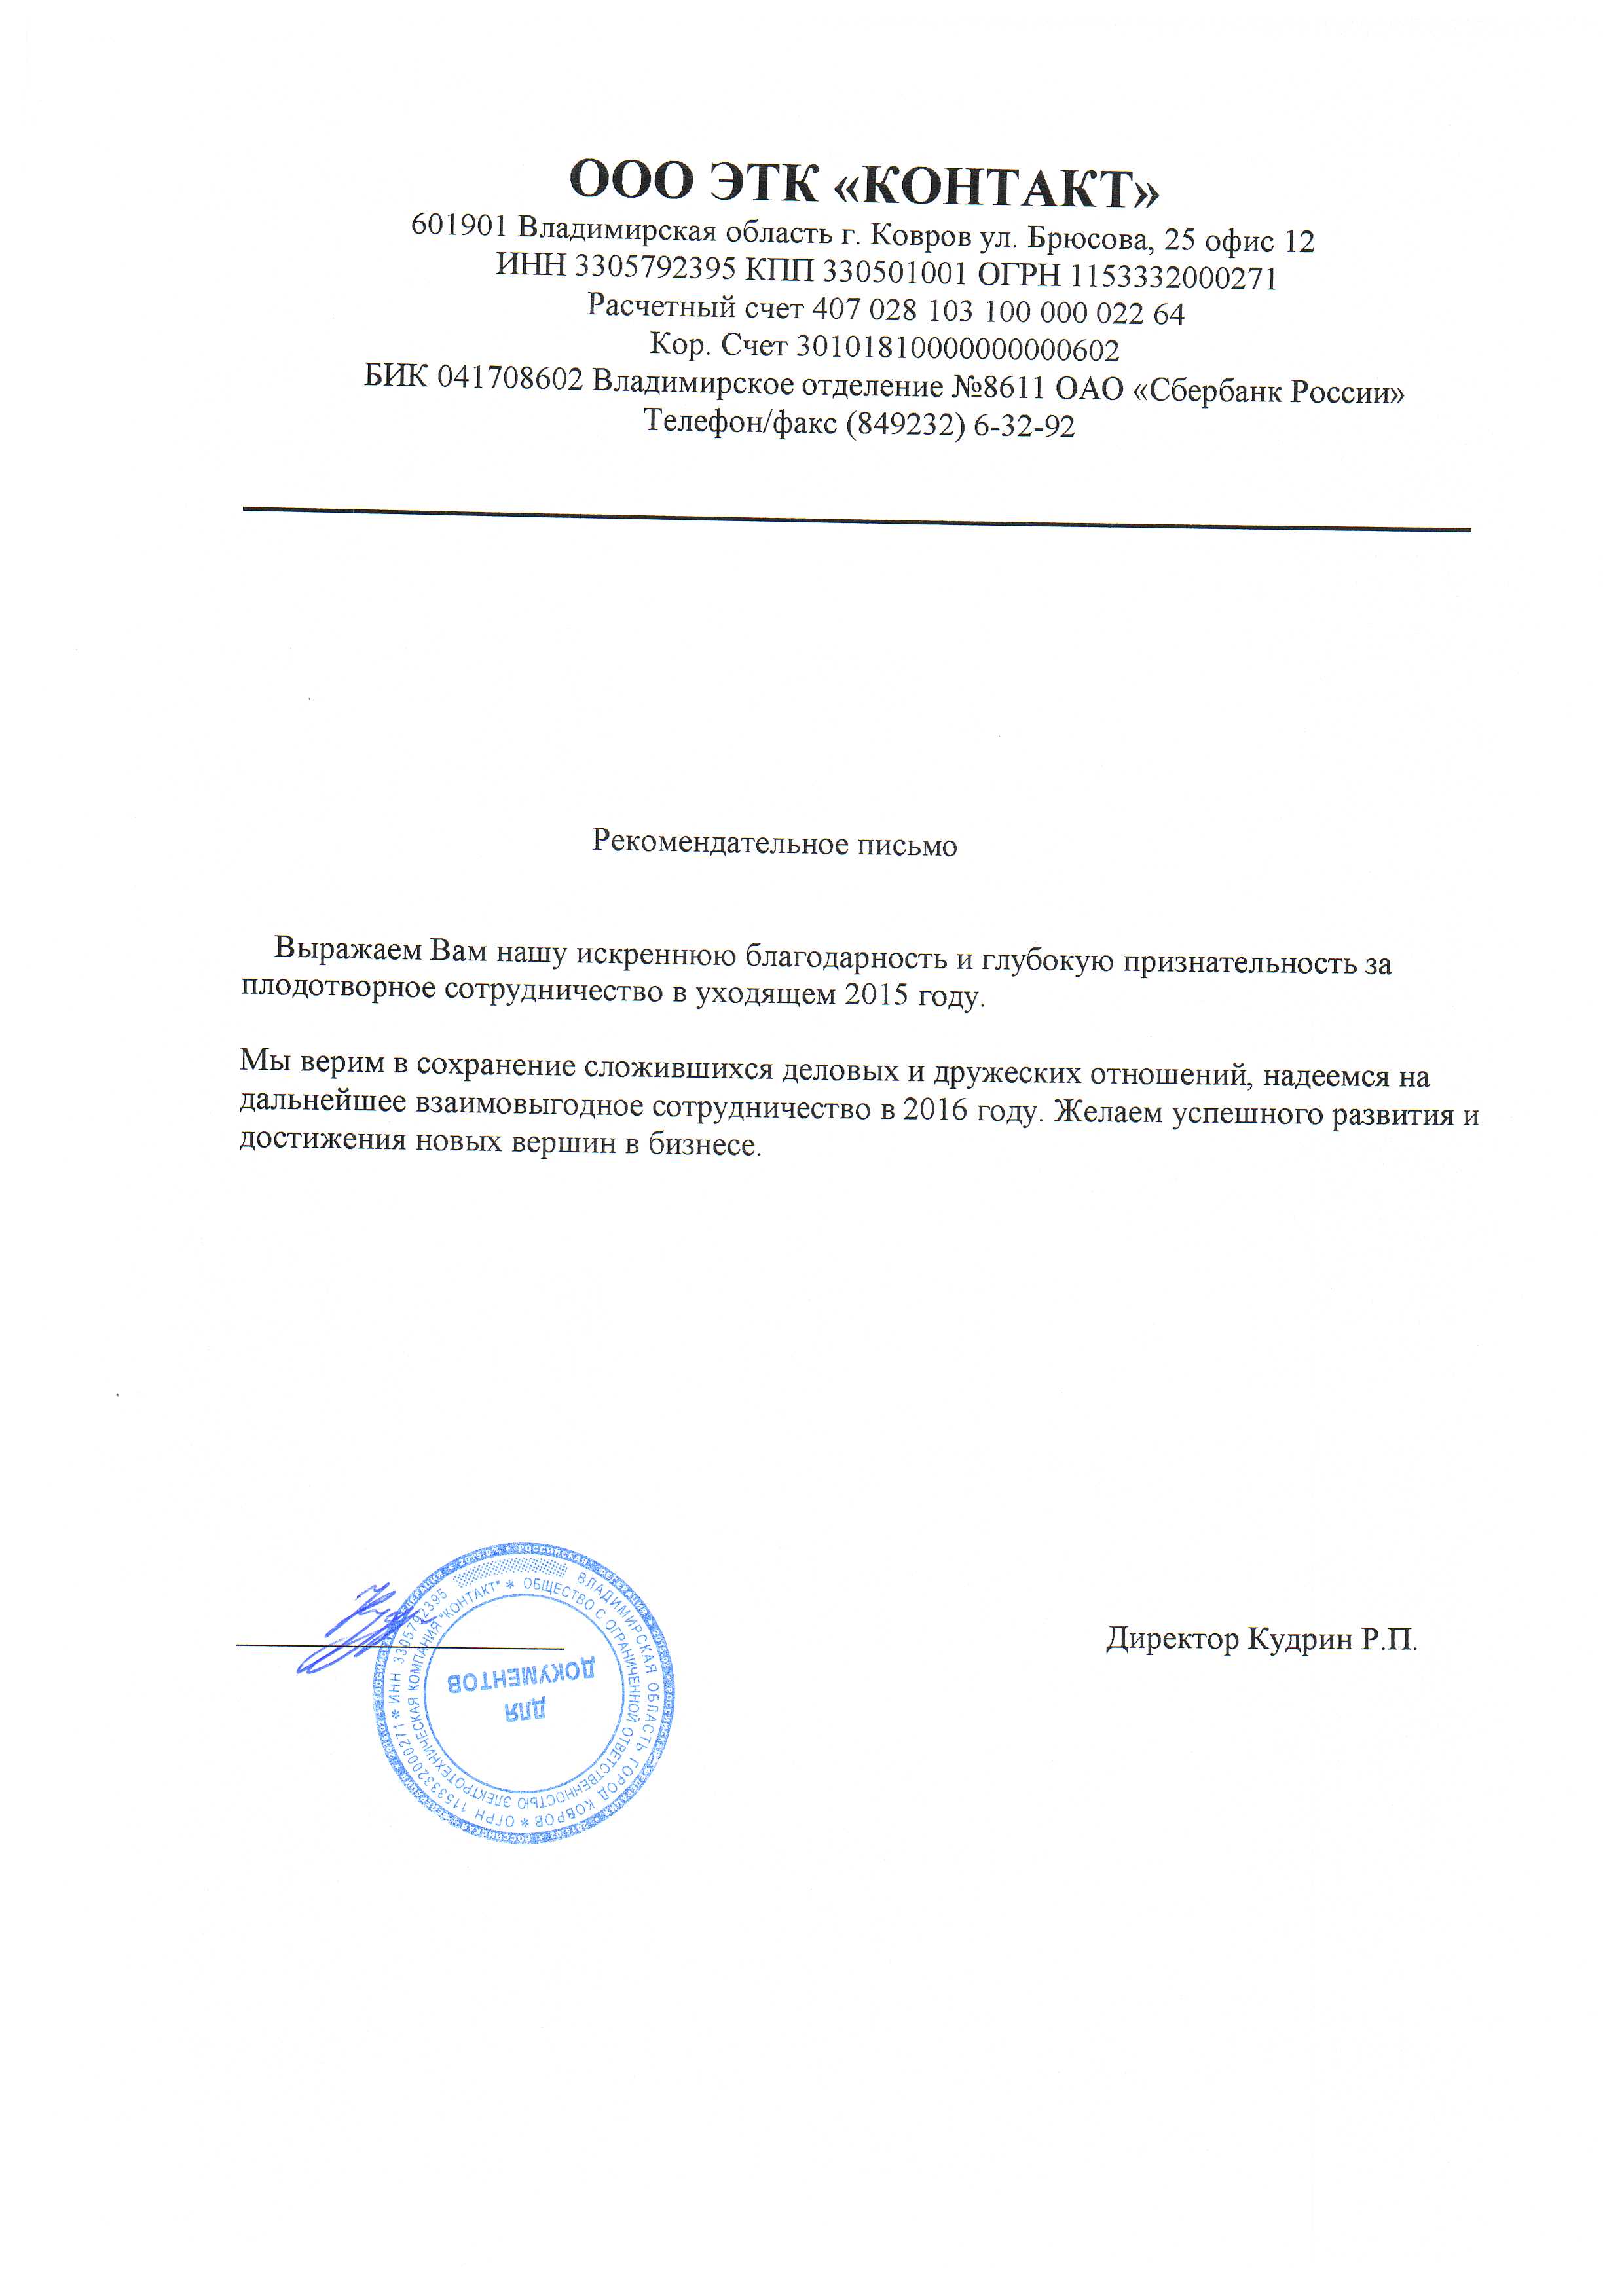 ООО ЭТК «КОНТАКТ»
601901 Владимирская область г. Ковров ул. Брюсова, 25 офис 12
ИНН 3305792395 КПП 330501001 ОГРН 1153332000271
Расчетный счет 407 028 103 100 000 022 64
Кор. Счет 30101810000000000602
БИК 041708602 Владимирское отделение №8611 ОАО «Сбербанк России»
Телефон/факс (849232) 6-32-92
Рекомендательное письмо
Выражаем Вам нашу искреннюю благодарность и глубокую признательность за
плодотворное сотрудничество в уходящем 2015 году.
Мы верим в сохранение сложившихся деловых и дружеских отношений, надеемся на
дальнейшее взаимовыгодное сотрудничество в 2016 году. Желаем успешного развития и
достижения новых вершин в бизнесе.
Директор Кудрин Р.П.
ВЛАДИМИРСКАЯ ОБЛАСТЬ ГОРОД КОВРОВ * ОГРН 1153332000271 * ИНН 3305792395
ОБЩЕСТВО С ОГРАНИЧЕННОЙ ОТВЕТСТВЕННОСТЬЮ ЭЛЕКТРОТЕХНИЧЕСКАЯ КОМПАНИЯ "КОНТАКТ" *
ДЛЯ
ДОКУМЕНТОВ